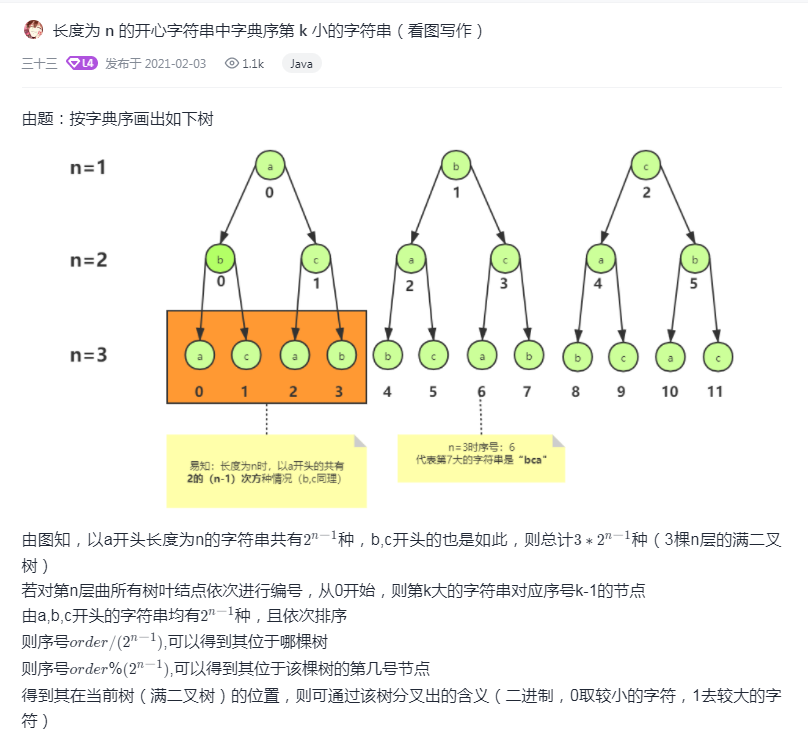 长度为 n 的开心字符串中字典序第 k 小的字符串（看图写作）
三十三 L4 发布于 2021-02-03 1.1k Java
由题：按字典序画出如下树
n=1 a b c
0 1 2
n=2 b c a c a b
0 1 2 3 4 5
n=3 a c a b b c a b b c a c
0 1 2 3 4 5 6 7 8 9 10 11
易知：长度为n时，以a开头的共有
2的（n-1）次方种情况（b,c同理）
n=3时序号：6
代表第7大的字符串是“bca”
由图知，以a开头长度为n的字符串共有2^{n-1}种，b,c开头的也是如此，则总计3 * 2^{n-1}种（3棵n层的满二叉
树）
若对第n层曲所有树叶结点依次进行编号，从0开始，则第k大的字符串对应序号k-1的节点
由a,b,c开头的字符串均有2^{n-1}种，且依次排序
则序号order/(2^{n-1}),可以得到其位于哪棵树
则序号order%(2^{n-1}),可以得到其位于该棵树的第几号节点
得到其在当前树（满二叉树）的位置，则可通过该树分叉出的含义（二进制，0取较小的字符，1去较大的字
符）